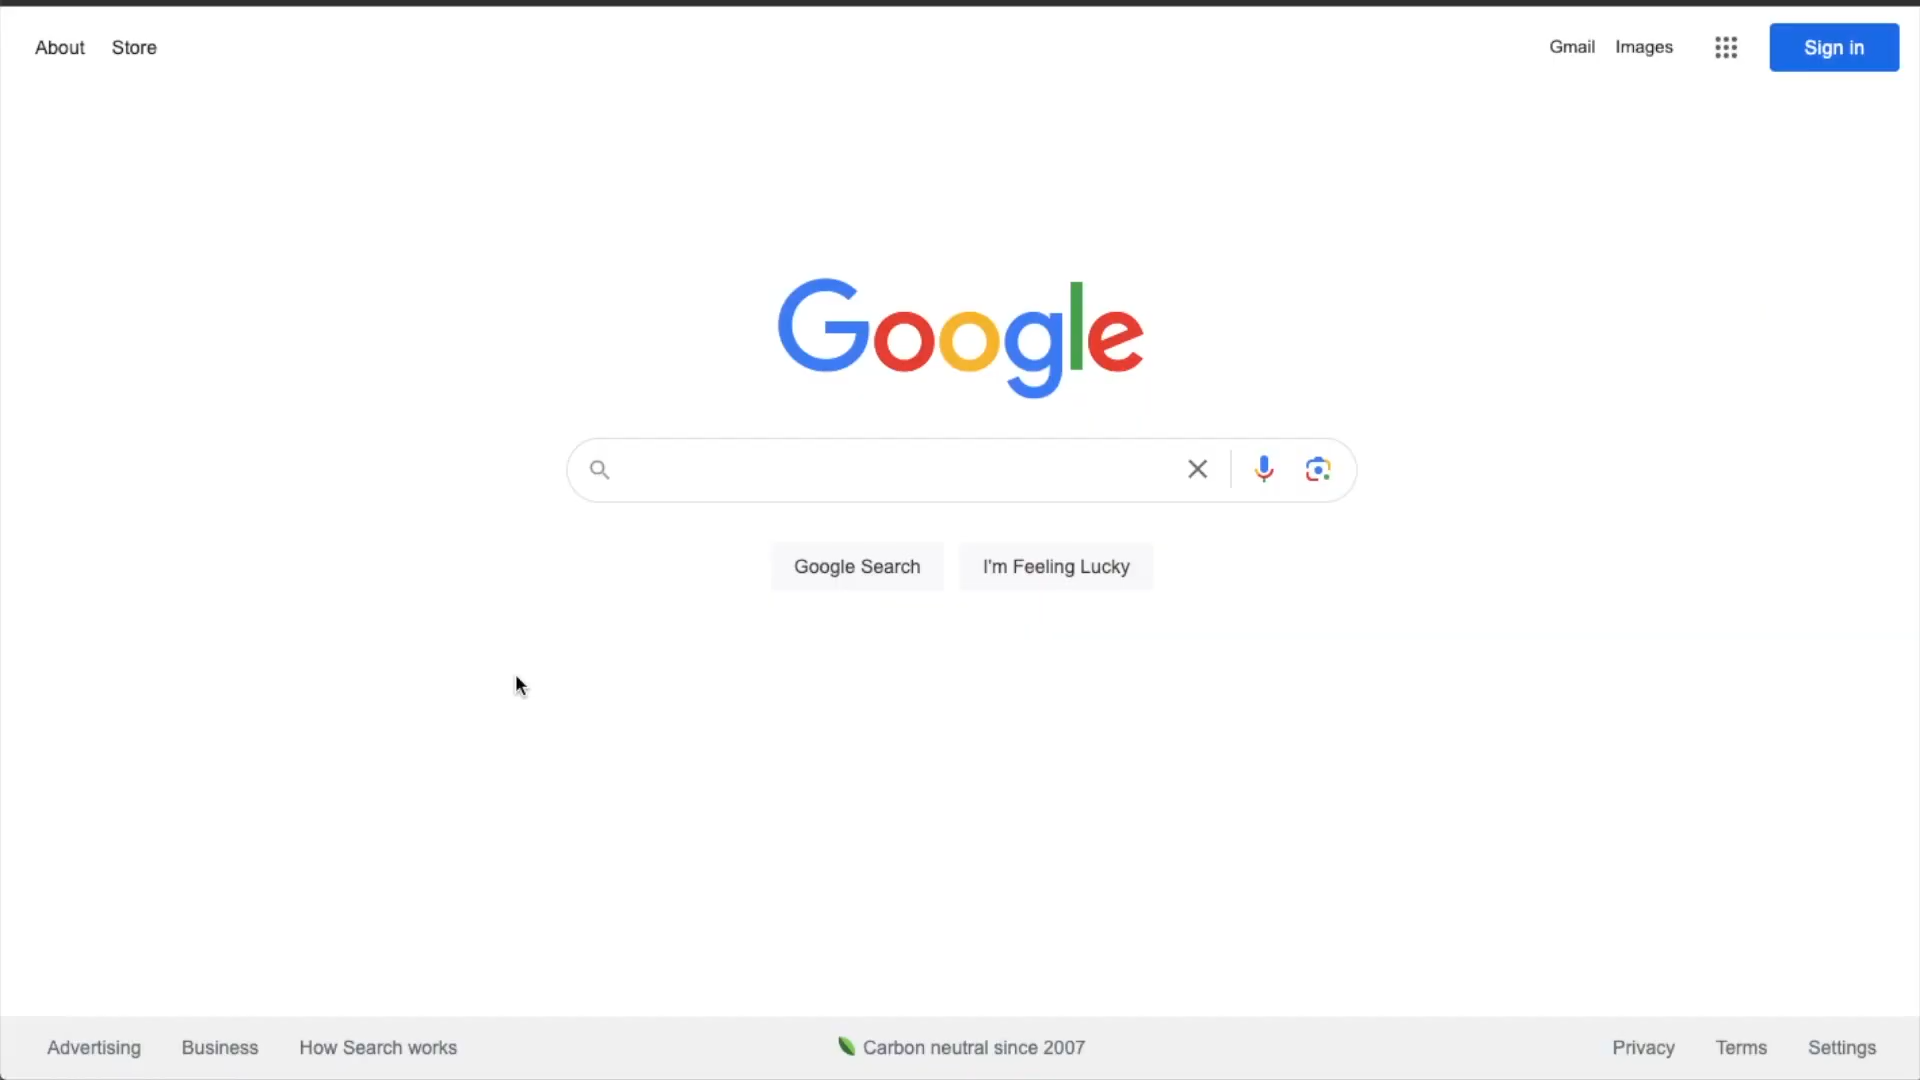 About Store
Gmail Images Sign in
Google
Google Search I'm Feeling Lucky
Advertising Business How Search works
Carbon neutral since 2007
Privacy Terms Settings